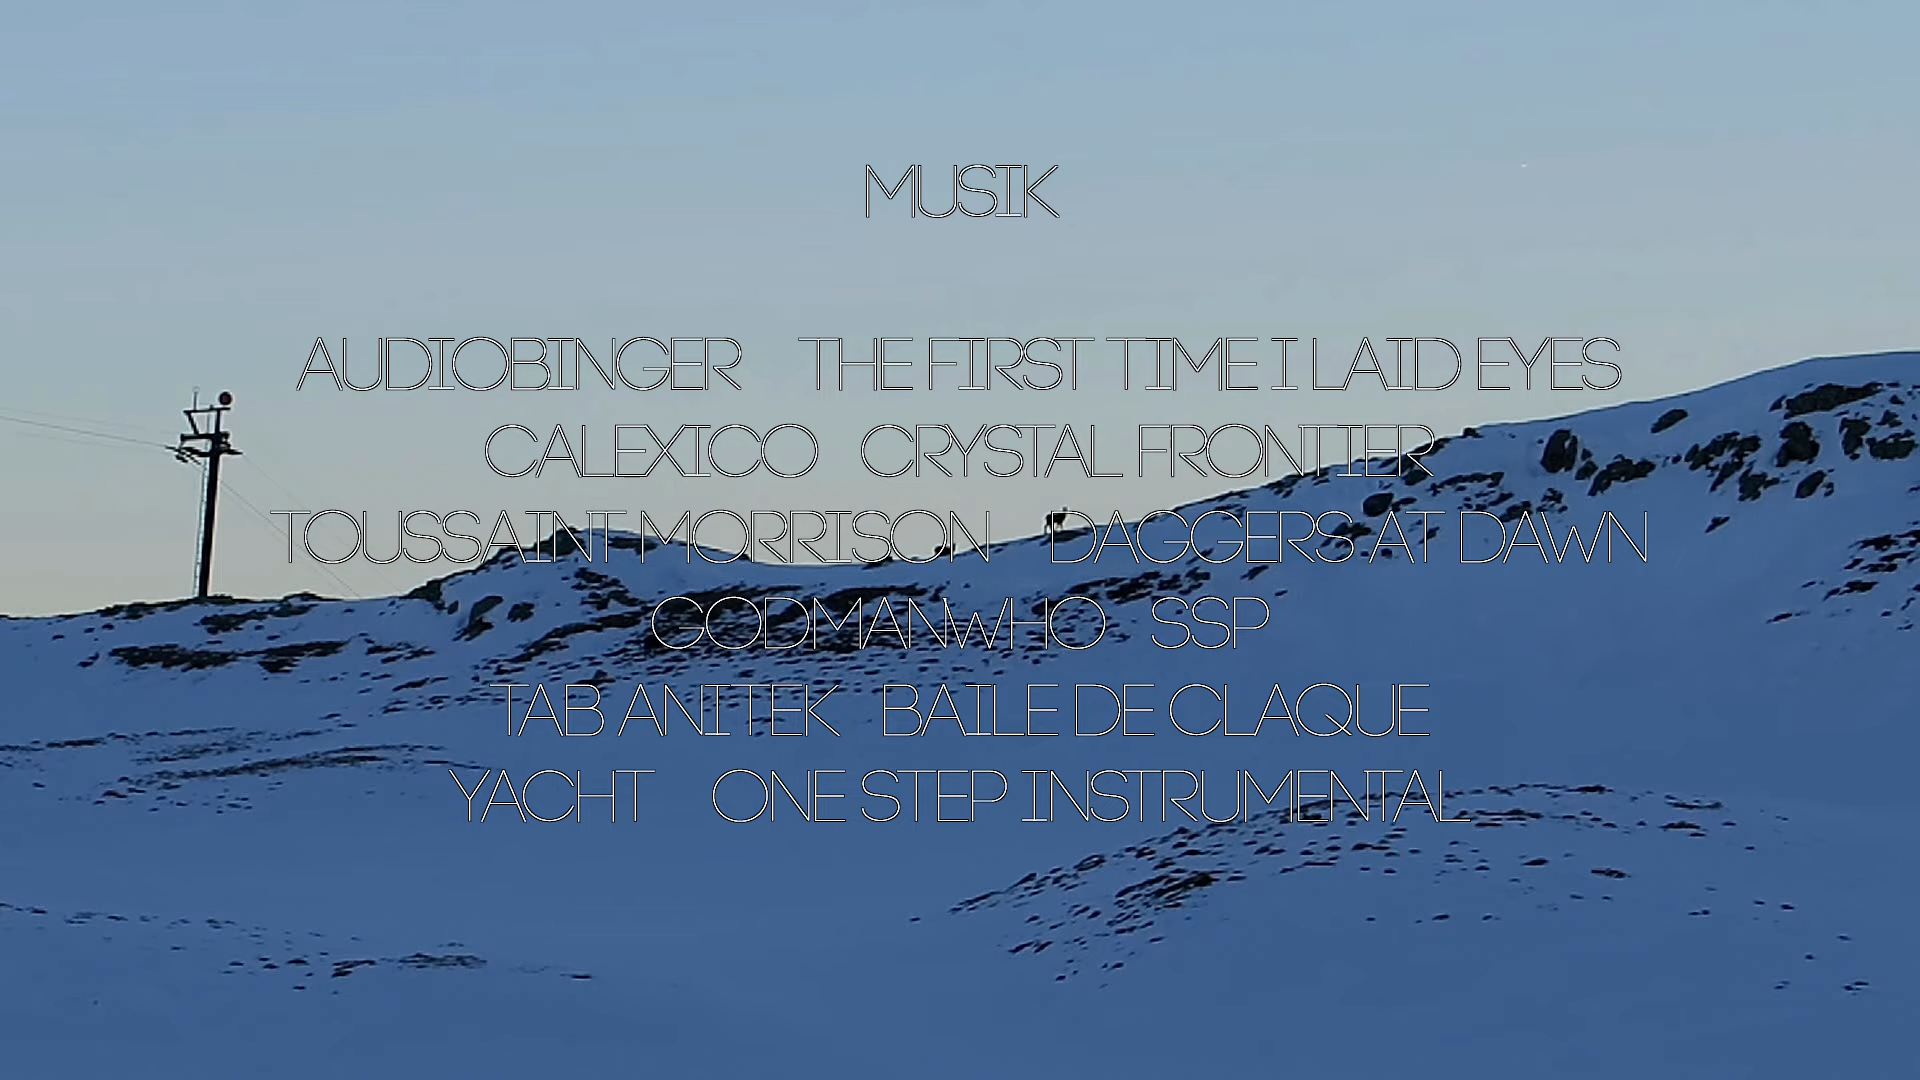 MUSIK
AUDIOBINGER THE FIRST TIME I LAID EYES
CALEXICO CRYSTAL FRONTIER
TOUSSAINT MORRISON DAGGERS AT DAWN
GODMANWHO SSP
TAB ANITEK BAILE DE CLAQUE
YACHT ONE STEP INSTRUMENTAL